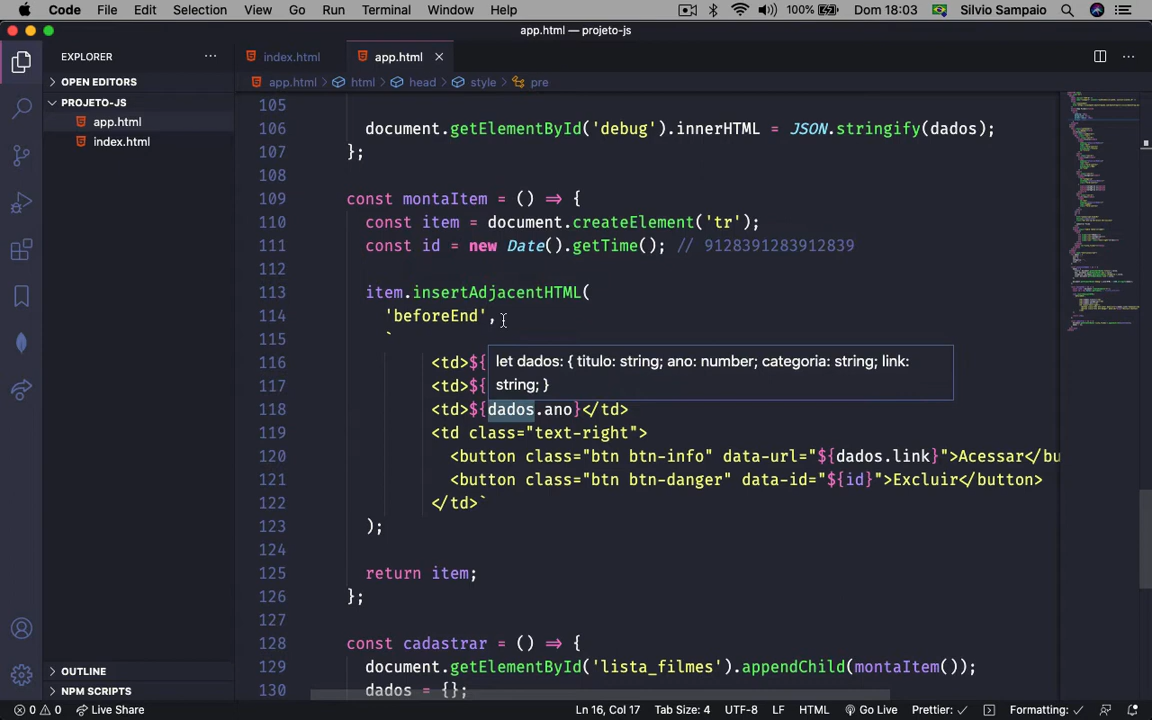 Code File Edit Selection View Go Run Terminal Window Help 100% Dom 18:03 Silvio Sampaio
app.html — projeto-js
EXPLORER
index.html
app.html
OPEN EDITORS
app.html > html > head > style > pre
PROJETO-JS
app.html
index.html
105
106 document.getElementById('debug').innerHTML = JSON.stringify(dados);
107 };
108
109 const montaItem = () => {
110 const item = document.createElement('tr');
111 const id = new Date().getTime(); // 9128391283912839
112
113 item.insertAdjacentHTML(
114 'beforeEnd',
115 `
let dados: { titulo: string; ano: number; categoria: string; link:
string; }
116 <td>${
117 <td>${
118 <td>${dados.ano}</td>
119 <td class="text-right">
120 <button class="btn btn-info" data-url="${dados.link}">Acessar</bu
121 <button class="btn btn-danger" data-id="${id}">Excluir</button>
122 </td>`
123 );
124
125 return item;
126 };
127
128 const cadastrar = () => {
129 document.getElementById('lista_filmes').appendChild(montaItem());
130 dados = {};
OUTLINE
NPM SCRIPTS
0 0 Live Share Ln 16, Col 17 Tab Size: 4 UTF-8 LF HTML Go Live Prettier: ✓ Formatting: ✓